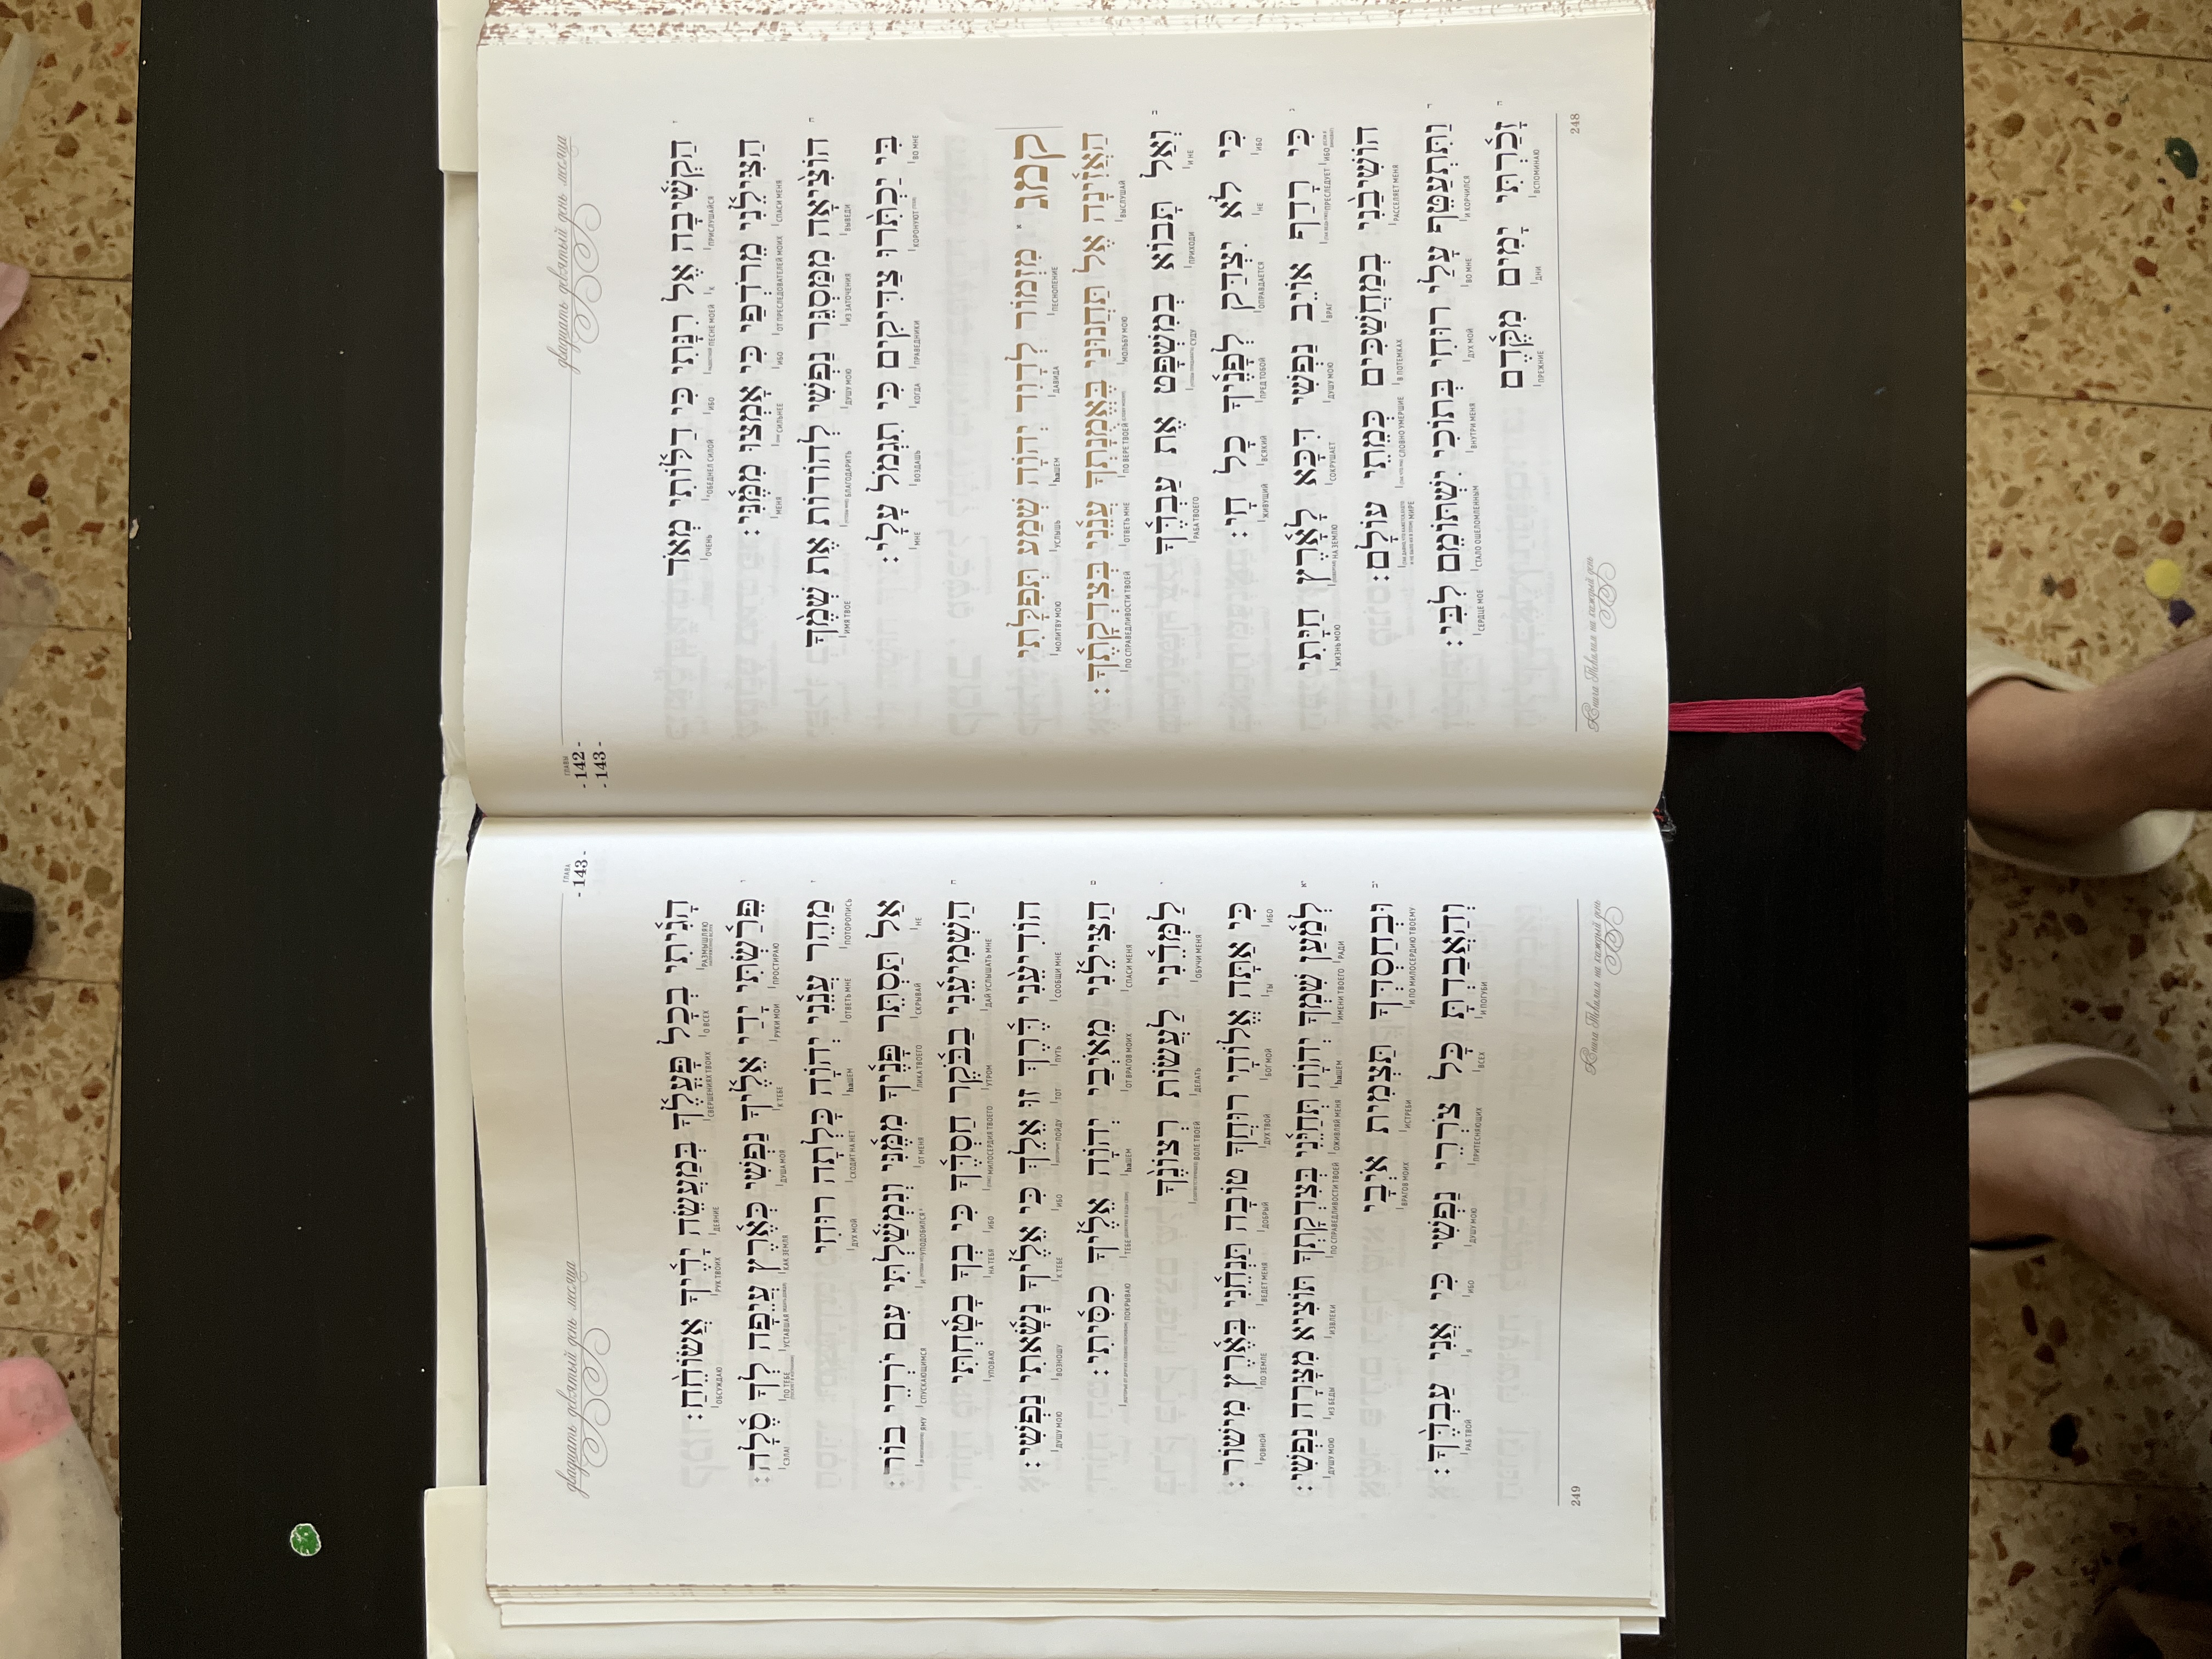 двадцать девятый день месяца
ГЛАВЫ
- 142 -
- 143 -
הַקְשִׁ֘יבָה אֶל רִנָּתִי כִּי דַלּ֘וֹתִי מְאֹד
ПРИСЛУШАЙСЯ К ПЕСНЕ МОЕЙ ИБО ОБЕДНЕЛ СИЛОЙ ОЧЕНЬ
הַצִּילֵ֘נִי מֵרֹדְפַי כִּי אָמְצוּ מִמֶּ֘נִּי׃
СПАСИ МЕНЯ ОТ ПРЕСЛЕДОВАТЕЛЕЙ МОИХ ИБО СИЛЬНЕЕ МЕНЯ
הוֹצִ֘יאָה מִמַּסְגֵּר נַפְשִׁי לְהוֹדוֹת אֶת שְׁמֶ֘ךָ
ВЫВЕДИ ИЗ ЗАТОЧЕНИЯ ДУШУ МОЮ БЛАГОДАРИТЬ ИМЯ ТВОЕ
בִּי יַכְתִּ֘רוּ צַדִּיקִים כִּי תִגְמֹל עָלָי׃
ВО МНЕ КОРОНУЮТ ПРАВЕДНИКИ КОГДА ВОЗДАШЬ МНЕ
קמג א מִזְמוֹר לְדָוִד יְהֹוָה שְׁמַע תְּפִלָּתִי
ПЕСНОПЕНИЕ ДАВИДА haШЕМ УСЛЫШЬ МОЛИТВУ МОЮ
הַאֲזִ֘ינָה אֶל תַּחֲנוּנַי בֶּאֱמֻנָתְךָ עֲנֵ֘נִי בְּצִדְקָתֶ֘ךָ׃
ВЫСЛУШАЙ МОЛЬБУ МОЮ ПО ВЕРЕ ТВОЕЙ ОТВЕТЬ МНЕ ПО СПРАВЕДЛИВОСТИ ТВОЕЙ
ב וְאַל תָּבוֹא בְמִשְׁפָּט אֶת עַבְדֶּ֘ךָ
И НЕ ПРИХОДИ СУДУ РАБА ТВОЕГО
כִּי לֹא יִצְדַּק לְפָנֶ֘יךָ כָל חָי׃
ИБО НЕ ОПРАВДАЕТСЯ ПРЕД ТОБОЙ ВСЯКИЙ ЖИВУЩИЙ
ג כִּי רָדַף אוֹיֵב נַפְשִׁי דִּכָּא לָאָ֘רֶץ חַיָּתִי
ИБО ПРЕСЛЕДУЕТ ВРАГ ДУШУ МОЮ СОКРУШАЕТ НА ЗЕМЛЮ ЖИЗНЬ МОЮ
הוֹשִׁיבַ֘נִי בְמַחֲשַׁכִּים כְּמֵתֵי עוֹלָם׃
РАССЕЛЯЕТ МЕНЯ В ПОТЕМКАХ СЛОВНО УМЕРШИЕ МИРЕ
ד וַתִּתְעַטֵּף עָלַי רוּחִי בְּתוֹכִי יִשְׁתּוֹמֵם לִבִּי׃
И КОРЧИЛСЯ ВО МНЕ ДУХ МОЙ ВНУТРИ МЕНЯ СТАЛО ОШЕЛОМЛЕННЫМ СЕРДЦЕ МОЕ
ה זָכַ֘רְתִּי יָמִים מִקֶּ֘דֶם
ВСПОМИНАЮ ДНИ ПРЕЖНИЕ
248
Книга Теhилим на каждый день
двадцать девятый день месяца
ГЛАВА
- 143 -
הָגִ֘יתִי בְכָל פָּעֳלֶ֘ךָ בְּמַעֲשֵׂה יָדֶ֘יךָ אֲשׂוֹחֵחַ׃
РАЗМЫШЛЯЮ О ВСЕХ СВЕРШЕНИЯХ ТВОИХ ДЕЯНИЕ РУК ТВОИХ ОБСУЖДАЮ
ו פֵּרַ֘שְׂתִּי יָדַי אֵלֶ֘יךָ נַפְשִׁי כְּאֶ֘רֶץ עֲיֵפָה לְךָ סֶ֘לָה׃
ПРОСТИРАЮ РУКИ МОИ К ТЕБЕ ДУША МОЯ КАК ЗЕМЛЯ УСТАВШАЯ ПО ТЕБЕ СЭЛА!
ז מַהֵר עֲנֵ֘נִי יְהֹוָה כָּלְתָה רוּחִי
ПОТОРОПИСЬ ОТВЕТЬ МНЕ haШЕМ СХОДИТ НА НЕТ ДУХ МОЙ
אַל תַּסְתֵּר פָּנֶ֘יךָ מִמֶּ֘נִּי וְנִמְשַׁ֘לְתִּי עִם יֹרְדֵי בוֹר׃
НЕ СКРЫВАЙ ЛИКА ТВОЕГО ОТ МЕНЯ И УПОДОБИЛСЯ СПУСКАЮЩИМСЯ ЯМУ
ח הַשְׁמִיעֵ֘נִי בַבֹּ֘קֶר חַסְדֶּ֘ךָ כִּי בְךָ בָטָ֘חְתִּי
ДАЙ УСЛЫШАТЬ МНЕ УТРОМ МИЛОСЕРДИЯ ТВОЕГО ИБО НА ТЕБЯ УПОВАЮ
הוֹדִיעֵ֘נִי דֶּ֘רֶךְ זוּ אֵלֵךְ כִּי אֵלֶ֘יךָ נָשָׂ֘אתִי נַפְשִׁי׃
СООБЩИ МНЕ ПУТЬ ТОТ ПОЙДУ ИБО К ТЕБЕ ВОЗНОШУ ДУШУ МОЮ
ט הַצִּילֵ֘נִי מֵאֹיְבַי יְהֹוָה אֵלֶ֘יךָ כִסִּ֘יתִי׃
СПАСИ МЕНЯ ОТ ВРАГОВ МОИХ haШЕМ ТЕБЕ ПОКРЫВАЮ
י לַמְּדֵ֘נִי לַעֲשׂוֹת רְצוֹנֶ֘ךָ
ОБУЧИ МЕНЯ ДЕЛАТЬ ВОЛЕ ТВОЕЙ
כִּי אַתָּה אֱלוֹהָי רוּחֲךָ טוֹבָה תַּנְחֵ֘נִי בְּאֶ֘רֶץ מִישׁוֹר׃
ИБО ТЫ БОГ МОЙ ДУХ ТВОЙ ДОБРЫЙ ВЕДЕТ МЕНЯ ПО ЗЕМЛЕ РОВНОЙ
יא לְמַ֘עַן שִׁמְךָ יְהֹוָה תְּחַיֵּ֘נִי בְּצִדְקָתְךָ תוֹצִיא מִצָּרָה נַפְשִׁי׃
РАДИ ИМЕНИ ТВОЕГО haШЕМ ОЖИВЛЯЙ МЕНЯ ПО СПРАВЕДЛИВОСТИ ТВОЕЙ ИЗВЛЕКИ ИЗ БЕДЫ ДУШУ МОЮ
יב וּבְחַסְדְּךָ תַּצְמִית אֹיְבָי
И ПО МИЛОСЕРДИЮ ТВОЕМУ ИСТРЕБИ ВРАГОВ МОИХ
וְהַאֲבַדְתָּ כָּל צֹרְרֵי נַפְשִׁי כִּי אֲנִי עַבְדֶּ֘ךָ׃
И ПОГУБИ ВСЕХ ПРИТЕСНЯЮЩИХ ДУШУ МОЮ ИБО Я РАБ ТВОЙ
249
Книга Теhилим на каждый день